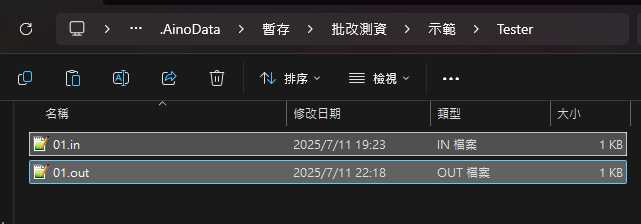 … › .AinoData › 暫存 › 批改測資 › 示範 › Tester ›
排序 檢視 …
名稱 修改日期 類型 大小
01.in 2025/7/11 19:23 IN 檔案 1 KB
01.out 2025/7/11 22:18 OUT 檔案 1 KB